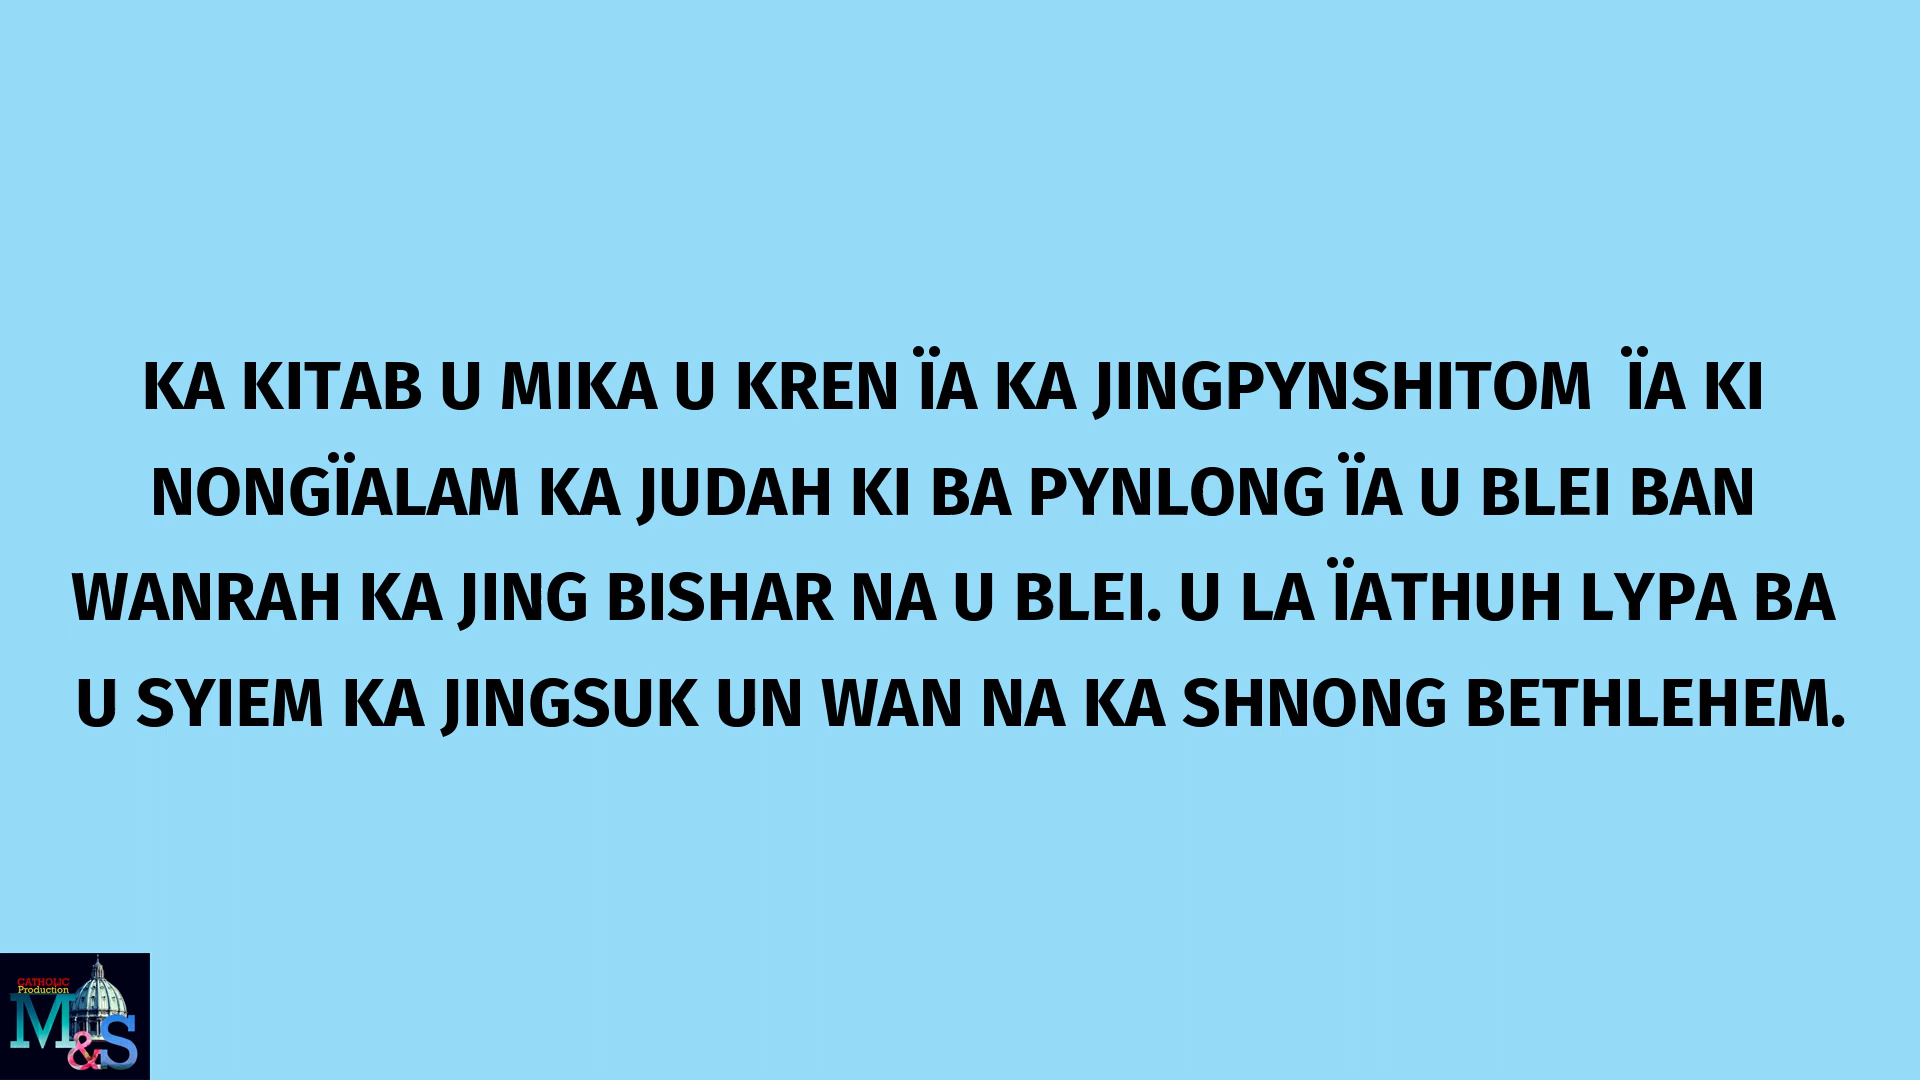 KA KITAB U MIKA U KREN ÏA KA JINGPYNSHITOM ÏA KI
NONGÏALAM KA JUDAH KI BA PYNLONG ÏA U BLEI BAN
WANRAH KA JING BISHAR NA U BLEI. U LA ÏATHUH LYPA BA
U SYIEM KA JINGSUK UN WAN NA KA SHNONG BETHLEHEM.
CATHOLIC
Production
M&S